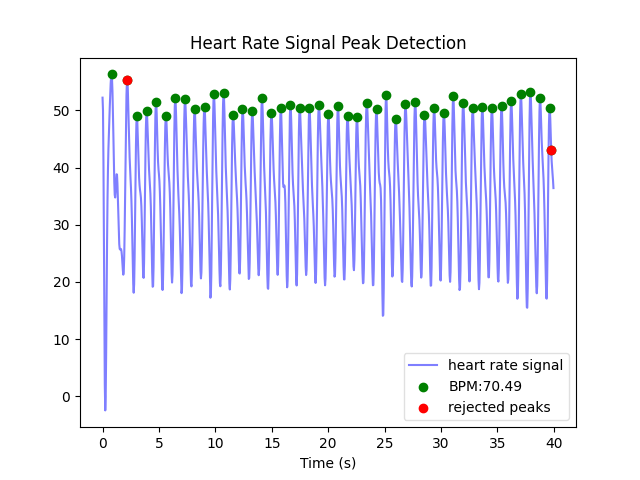 Heart Rate Signal Peak Detection
50
40
30
20
10
0
heart rate signal
BPM:70.49
rejected peaks
0 5 10 15 20 25 30 35 40
Time (s)